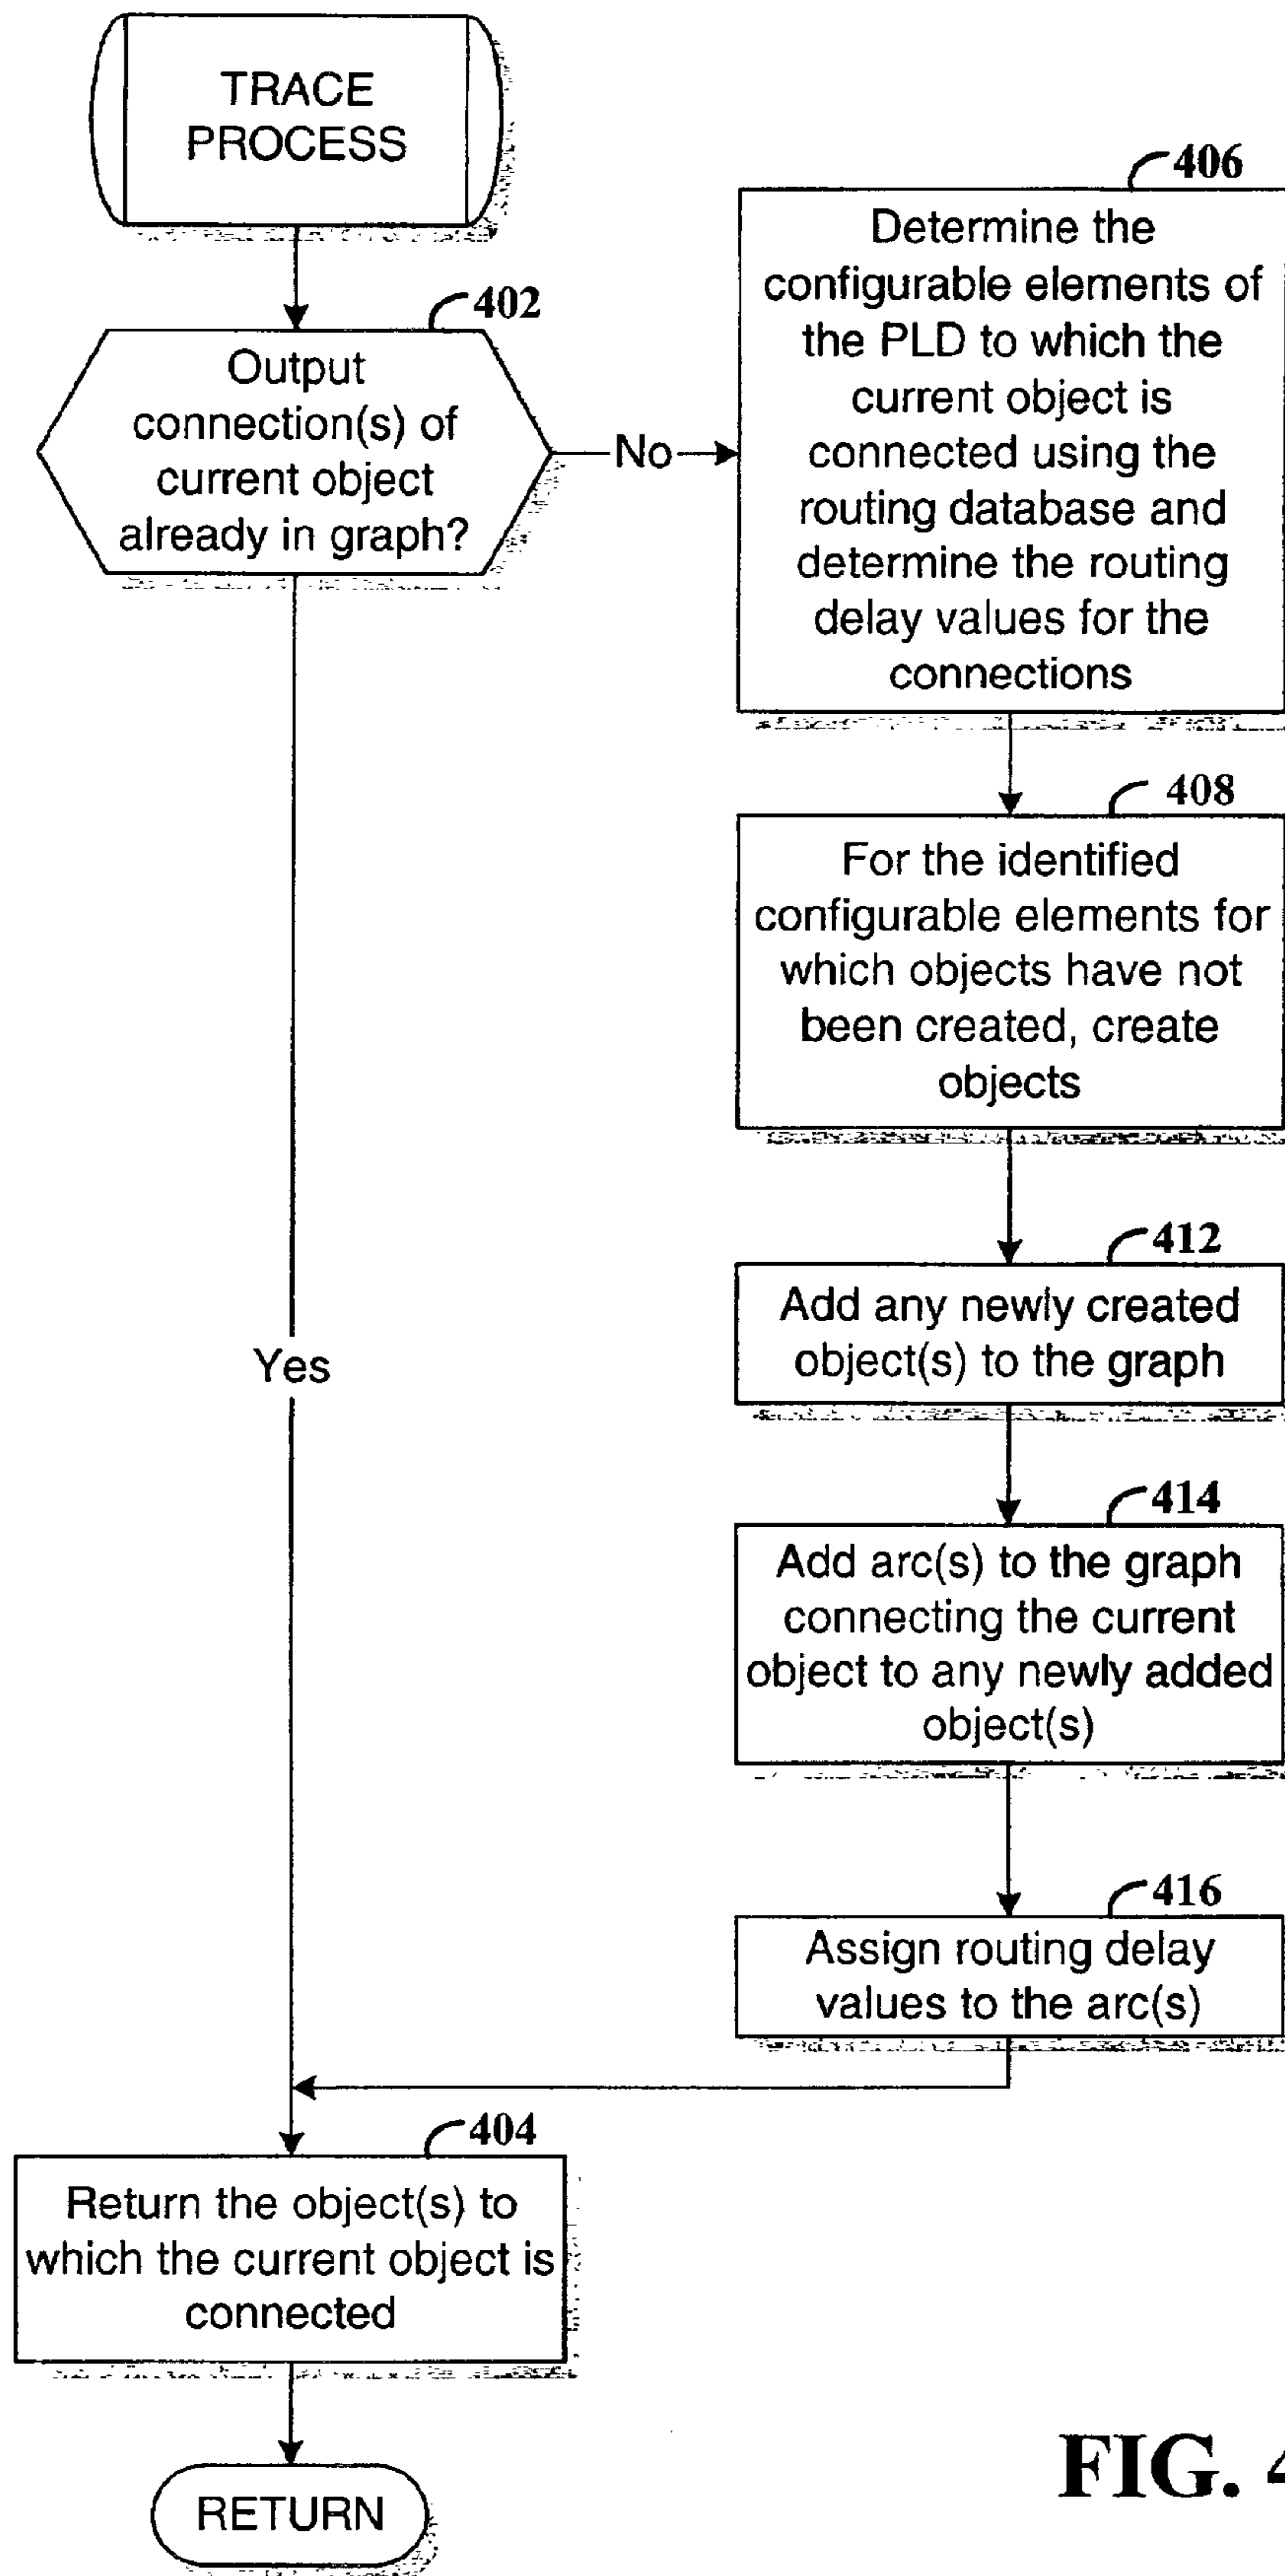 TRACE
PROCESS
402
Output
connection(s) of
current object
already in graph?
No
Yes
406
Determine the
configurable elements of
the PLD to which the
current object is
connected using the
routing database and
determine the routing
delay values for the
connections
408
For the identified
configurable elements for
which objects have not
been created, create
objects
412
Add any newly created
object(s) to the graph
414
Add arc(s) to the graph
connecting the current
object to any newly added
object(s)
416
Assign routing delay
values to the arc(s)
404
Return the object(s) to
which the current object is
connected
RETURN
FIG. 4